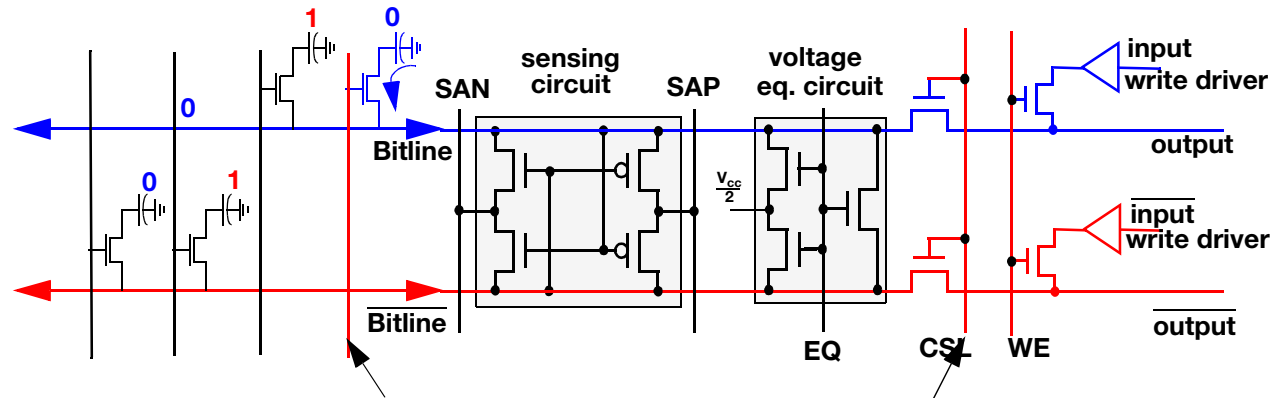 1
0
sensing
circuit
voltage
eq. circuit
input
write driver
SAN
SAP
0
Bitline
output
0
1
Vcc
2
input
write driver
Bitline
output
EQ
CSL
WE